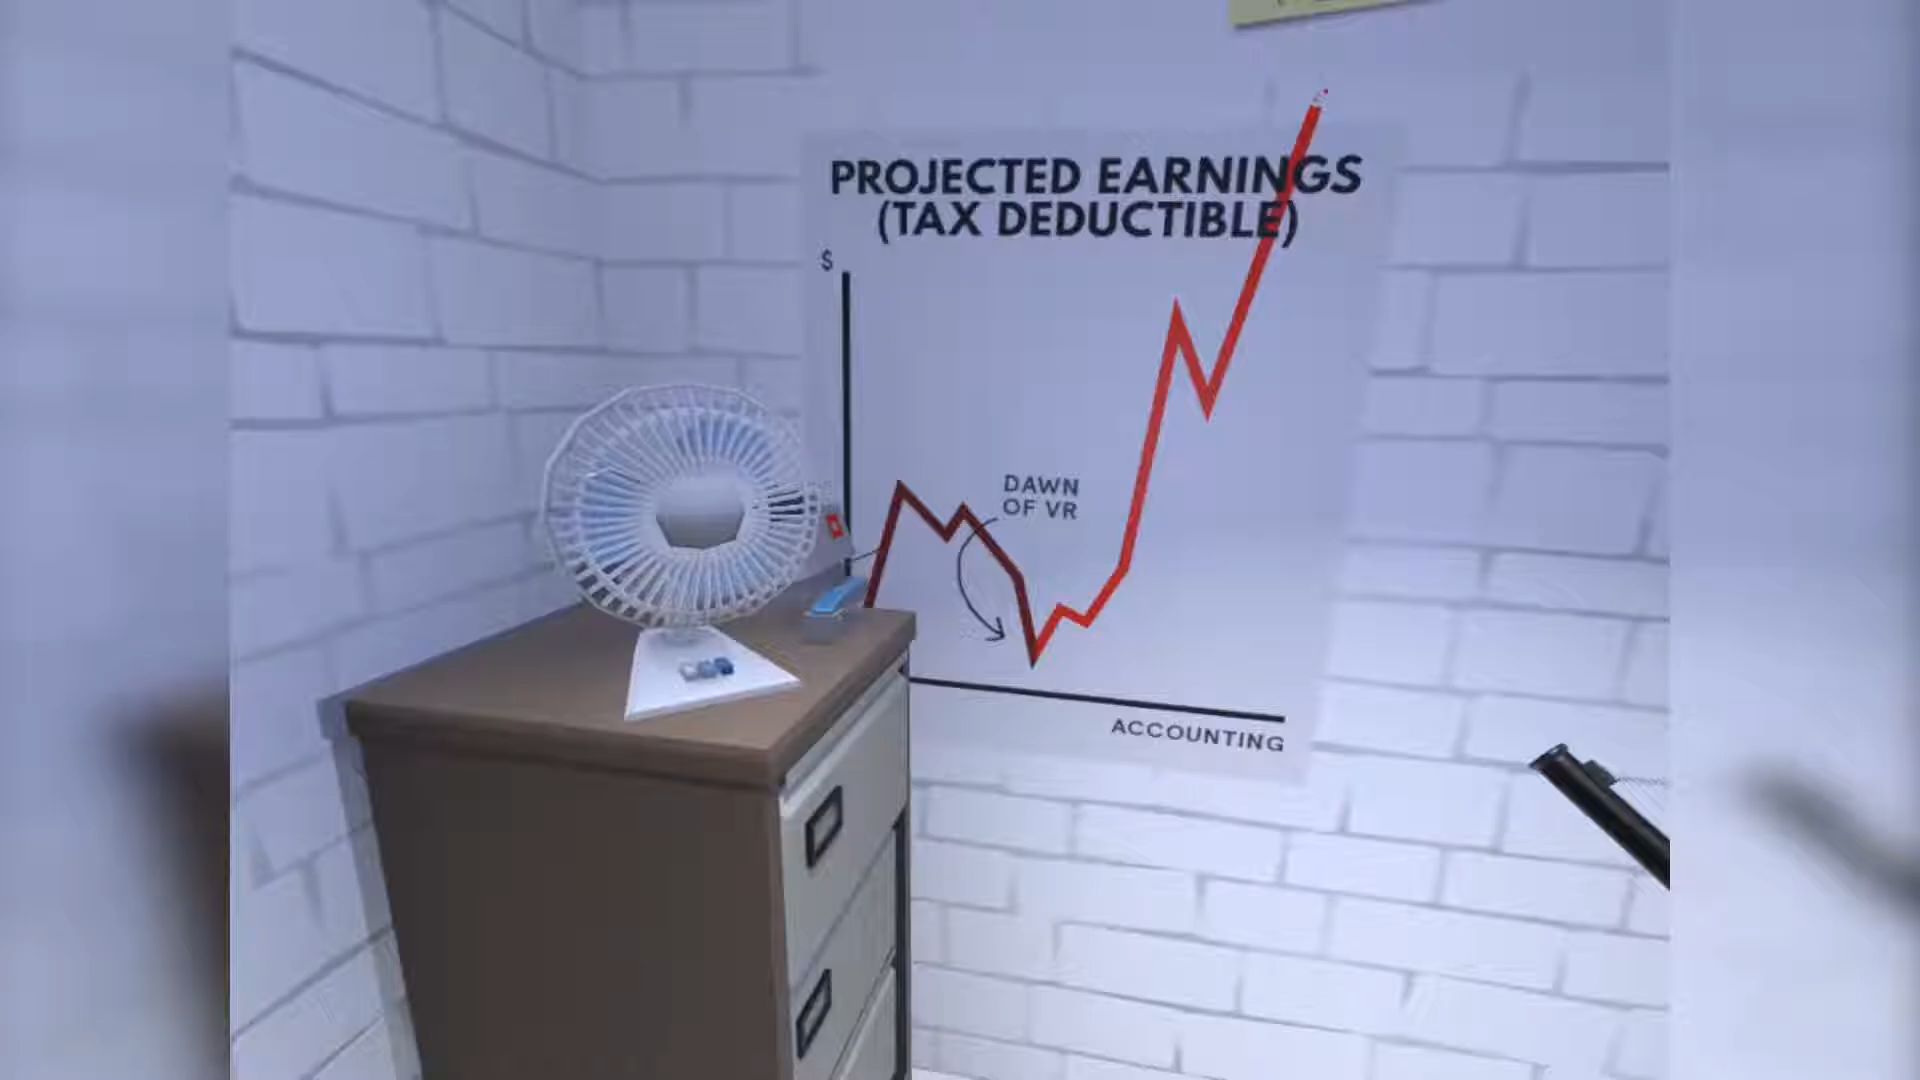 PROJECTED EARNINGS
(TAX DEDUCTIBLE)
$
DAWN
OF VR
ACCOUNTING